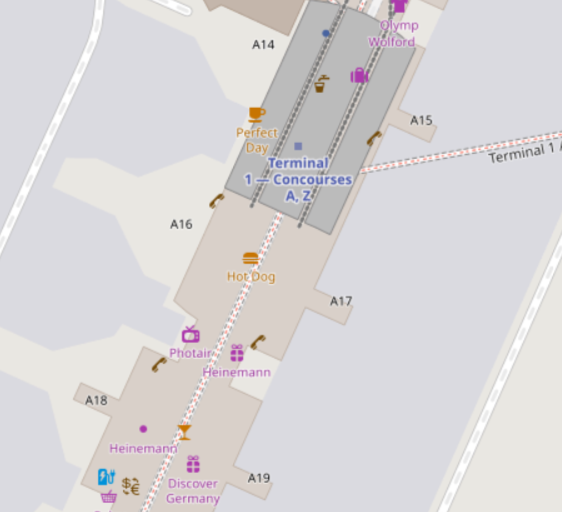 Olymp
Wolford
A14
A15
Perfect
Day
Terminal
1 — Concourses
A, Z
Terminal 1 A
A16
Hot Dog
A17
Photair
Heinemann
A18
Heinemann
Discover
Germany
A19